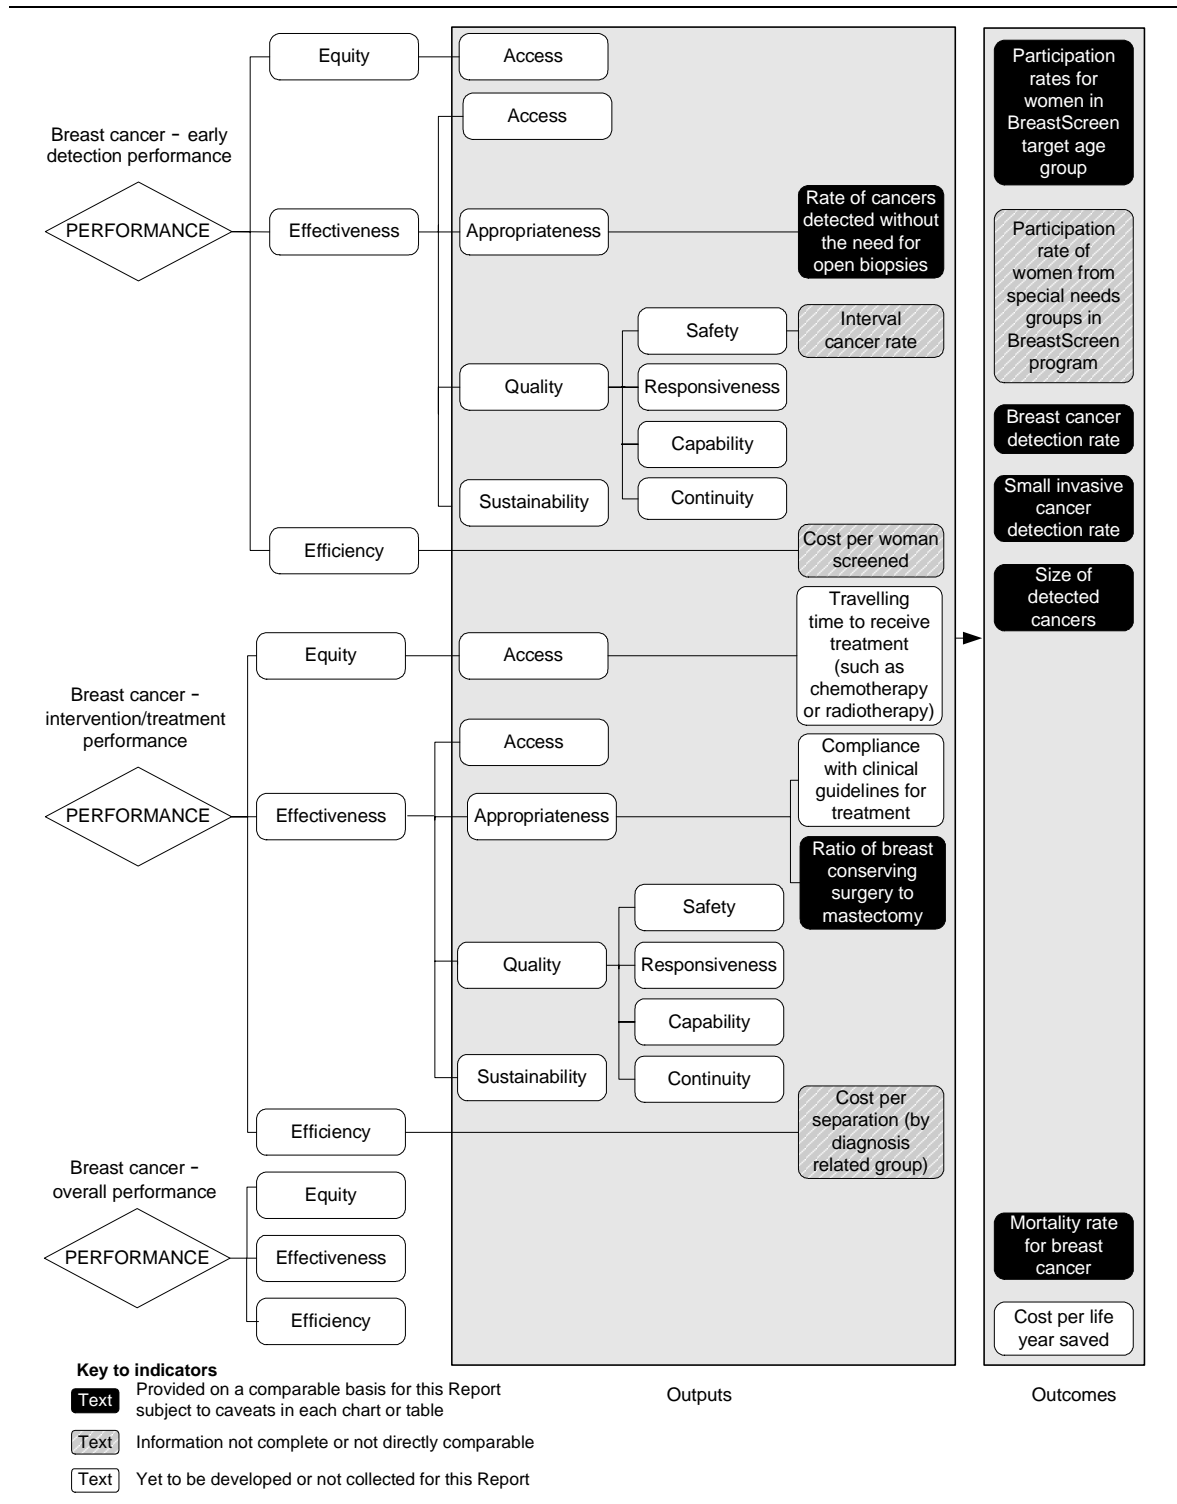 Breast cancer – early
detection performance
PERFORMANCE
Equity
Access
Access
Effectiveness
Appropriateness
Rate of cancers
detected without
the need for
open biopsies
Quality
Safety
Interval
cancer rate
Responsiveness
Capability
Continuity
Sustainability
Efficiency
Cost per woman
screened
Breast cancer –
intervention/treatment
performance
PERFORMANCE
Equity
Access
Travelling
time to receive
treatment
(such as
chemotherapy
or radiotherapy)
Access
Effectiveness
Appropriateness
Compliance
with clinical
guidelines for
treatment
Ratio of breast
conserving
surgery to
mastectomy
Quality
Safety
Responsiveness
Capability
Continuity
Sustainability
Efficiency
Cost per
separation (by
diagnosis
related group)
Breast cancer –
overall performance
PERFORMANCE
Equity
Effectiveness
Efficiency
Participation
rates for
women in
BreastScreen
target age
group
Participation
rate of
women from
special needs
groups in
BreastScreen
program
Breast cancer
detection rate
Small invasive
cancer
detection rate
Size of
detected
cancers
Mortality rate
for breast
cancer
Cost per life
year saved
Outputs
Outcomes
Key to indicators
Text
Provided on a comparable basis for this Report
subject to caveats in each chart or table
Text
Information not complete or not directly comparable
Text
Yet to be developed or not collected for this Report